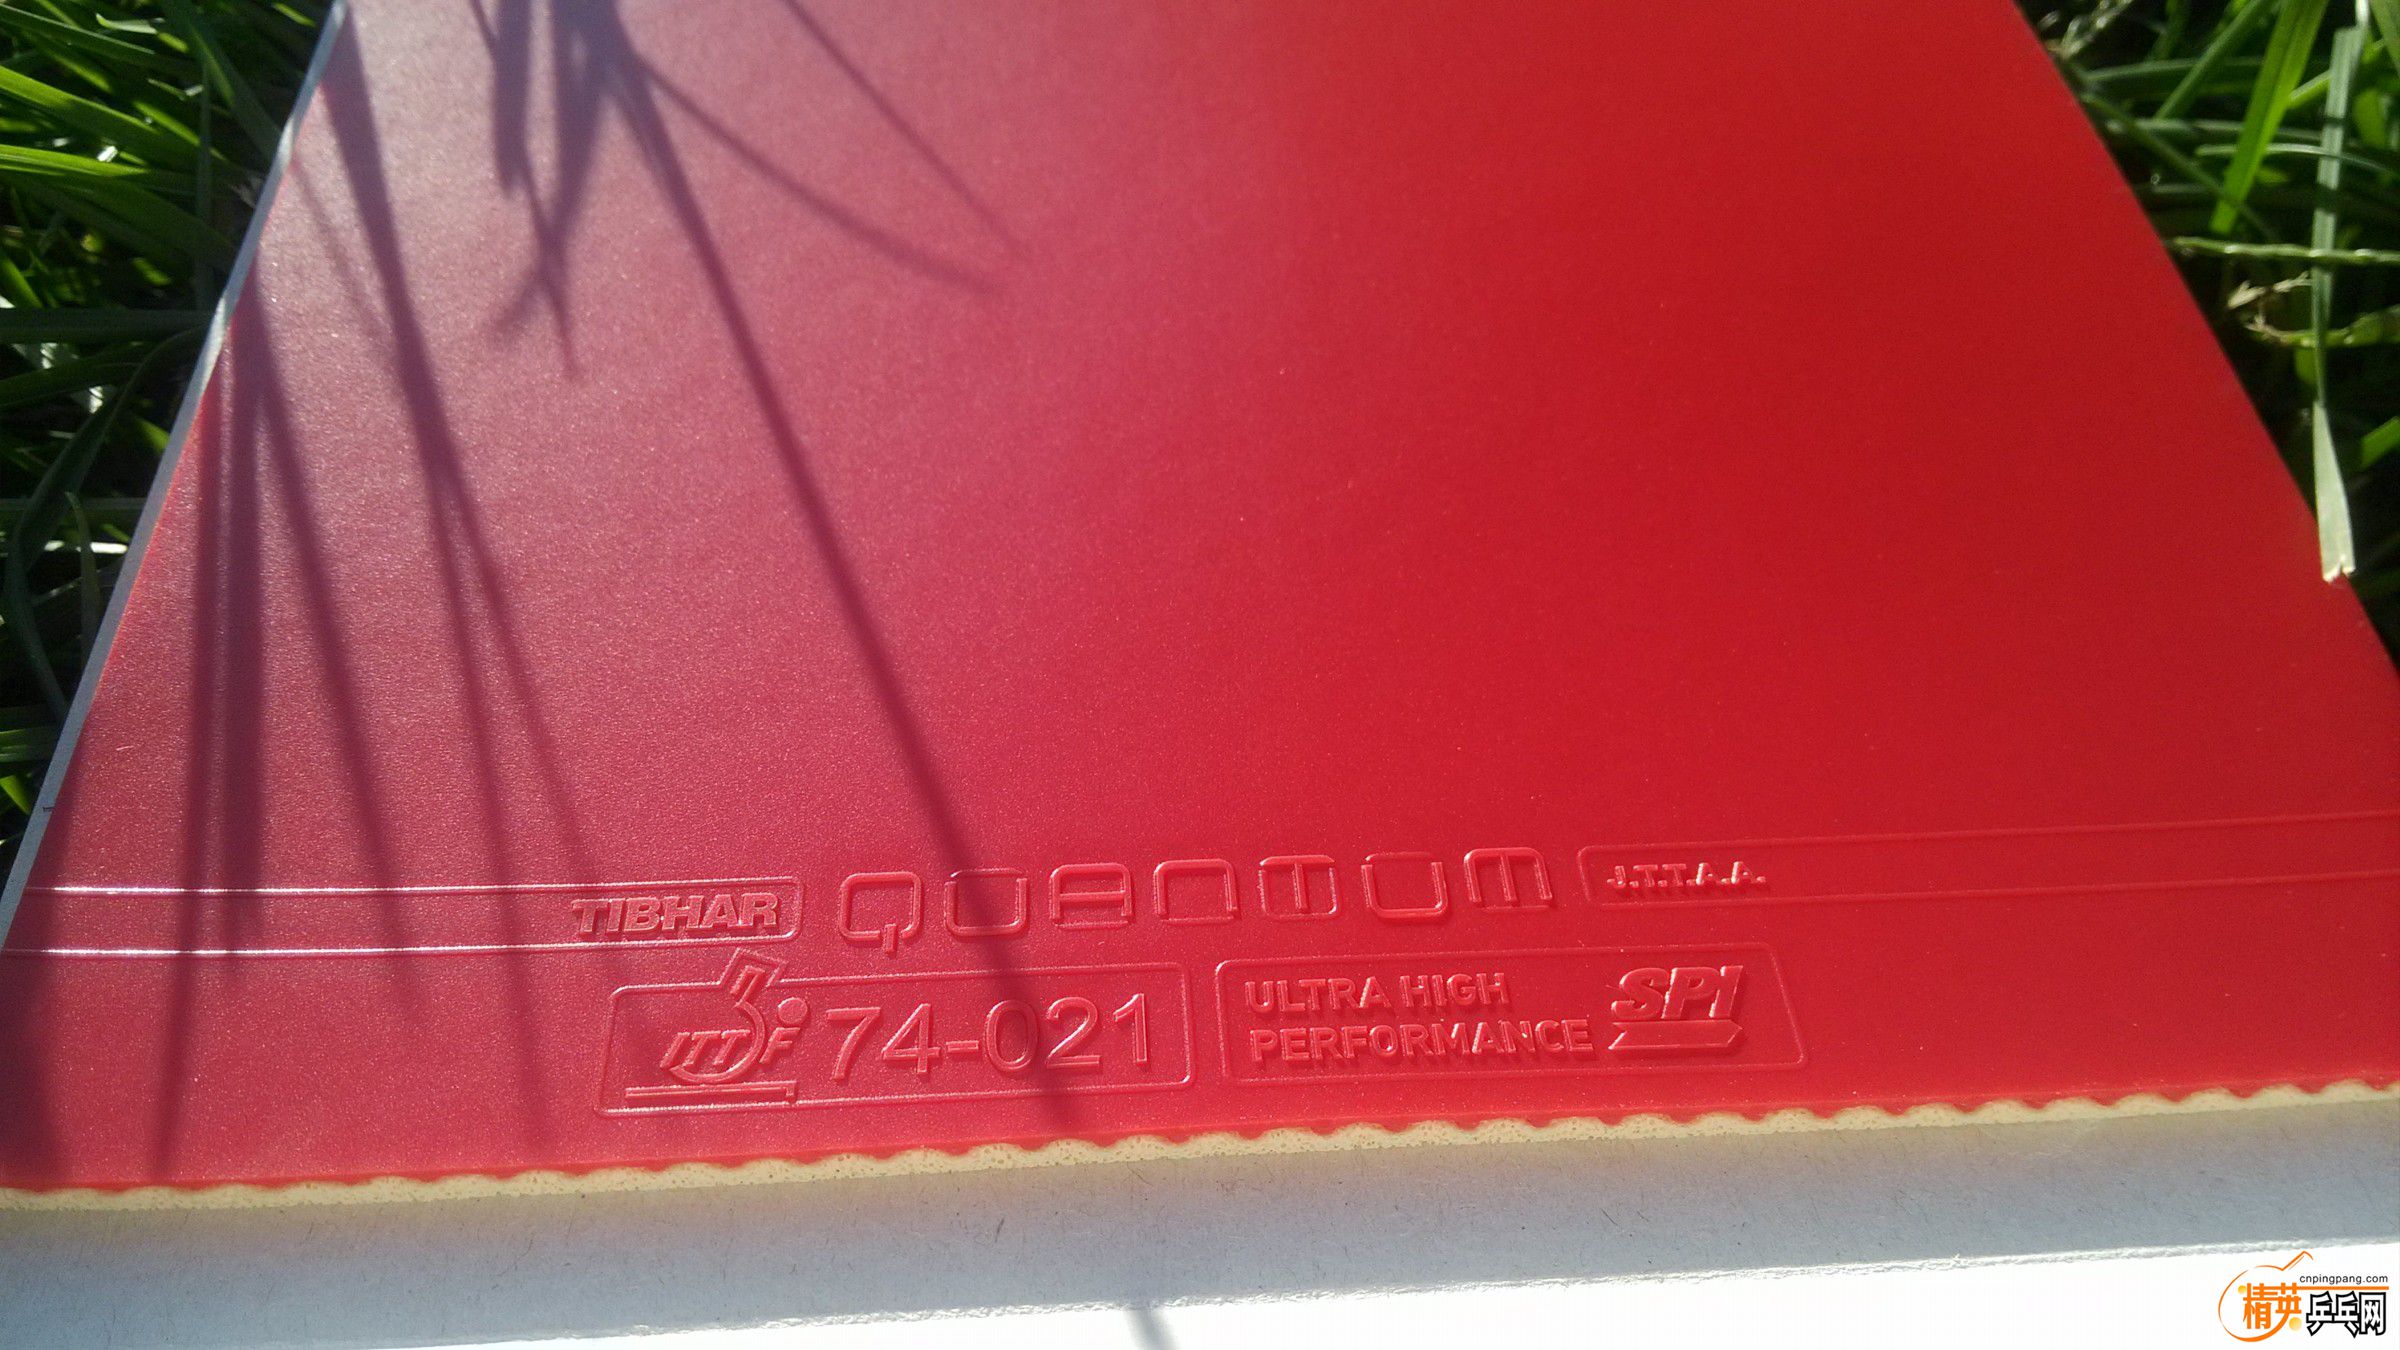 TIBHAR QUANTUM J.T.T.A.A.
ITTF 74-021
ULTRA HIGH
PERFORMANCE
SPI
cnpingpang.com
精英乒乓网